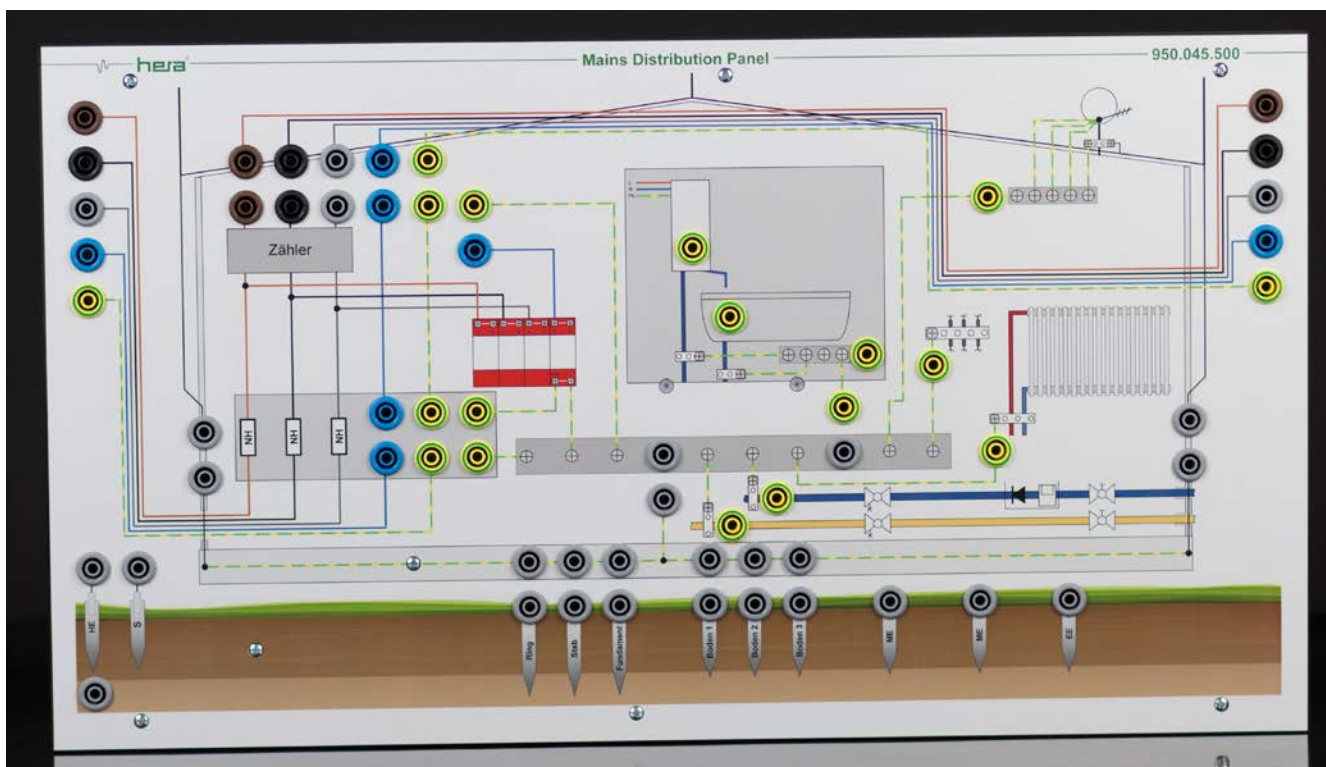 hera
Mains Distribution Panel
950.045.500
L
N
PE
Zähler
NH
NH
NH
HE
S
Ring
Stab
Fundament
Boden 1
Boden 2
Boden 3
ME
ME
EE